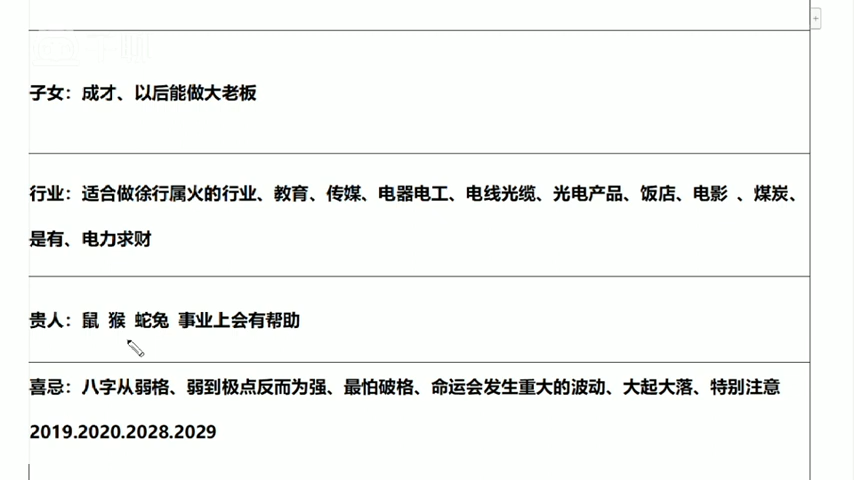 子女：成才、以后能做大老板
行业：适合做徐行属火的行业、教育、传媒、电器电工、电线光缆、光电产品、饭店、电影 、煤炭、
是有、电力求财
贵人：鼠 猴 蛇兔 事业上会有帮助
喜忌：八字从弱格、弱到极点反而为强、最怕破格、命运会发生重大的波动、大起大落、特别注意
2019.2020.2028.2029